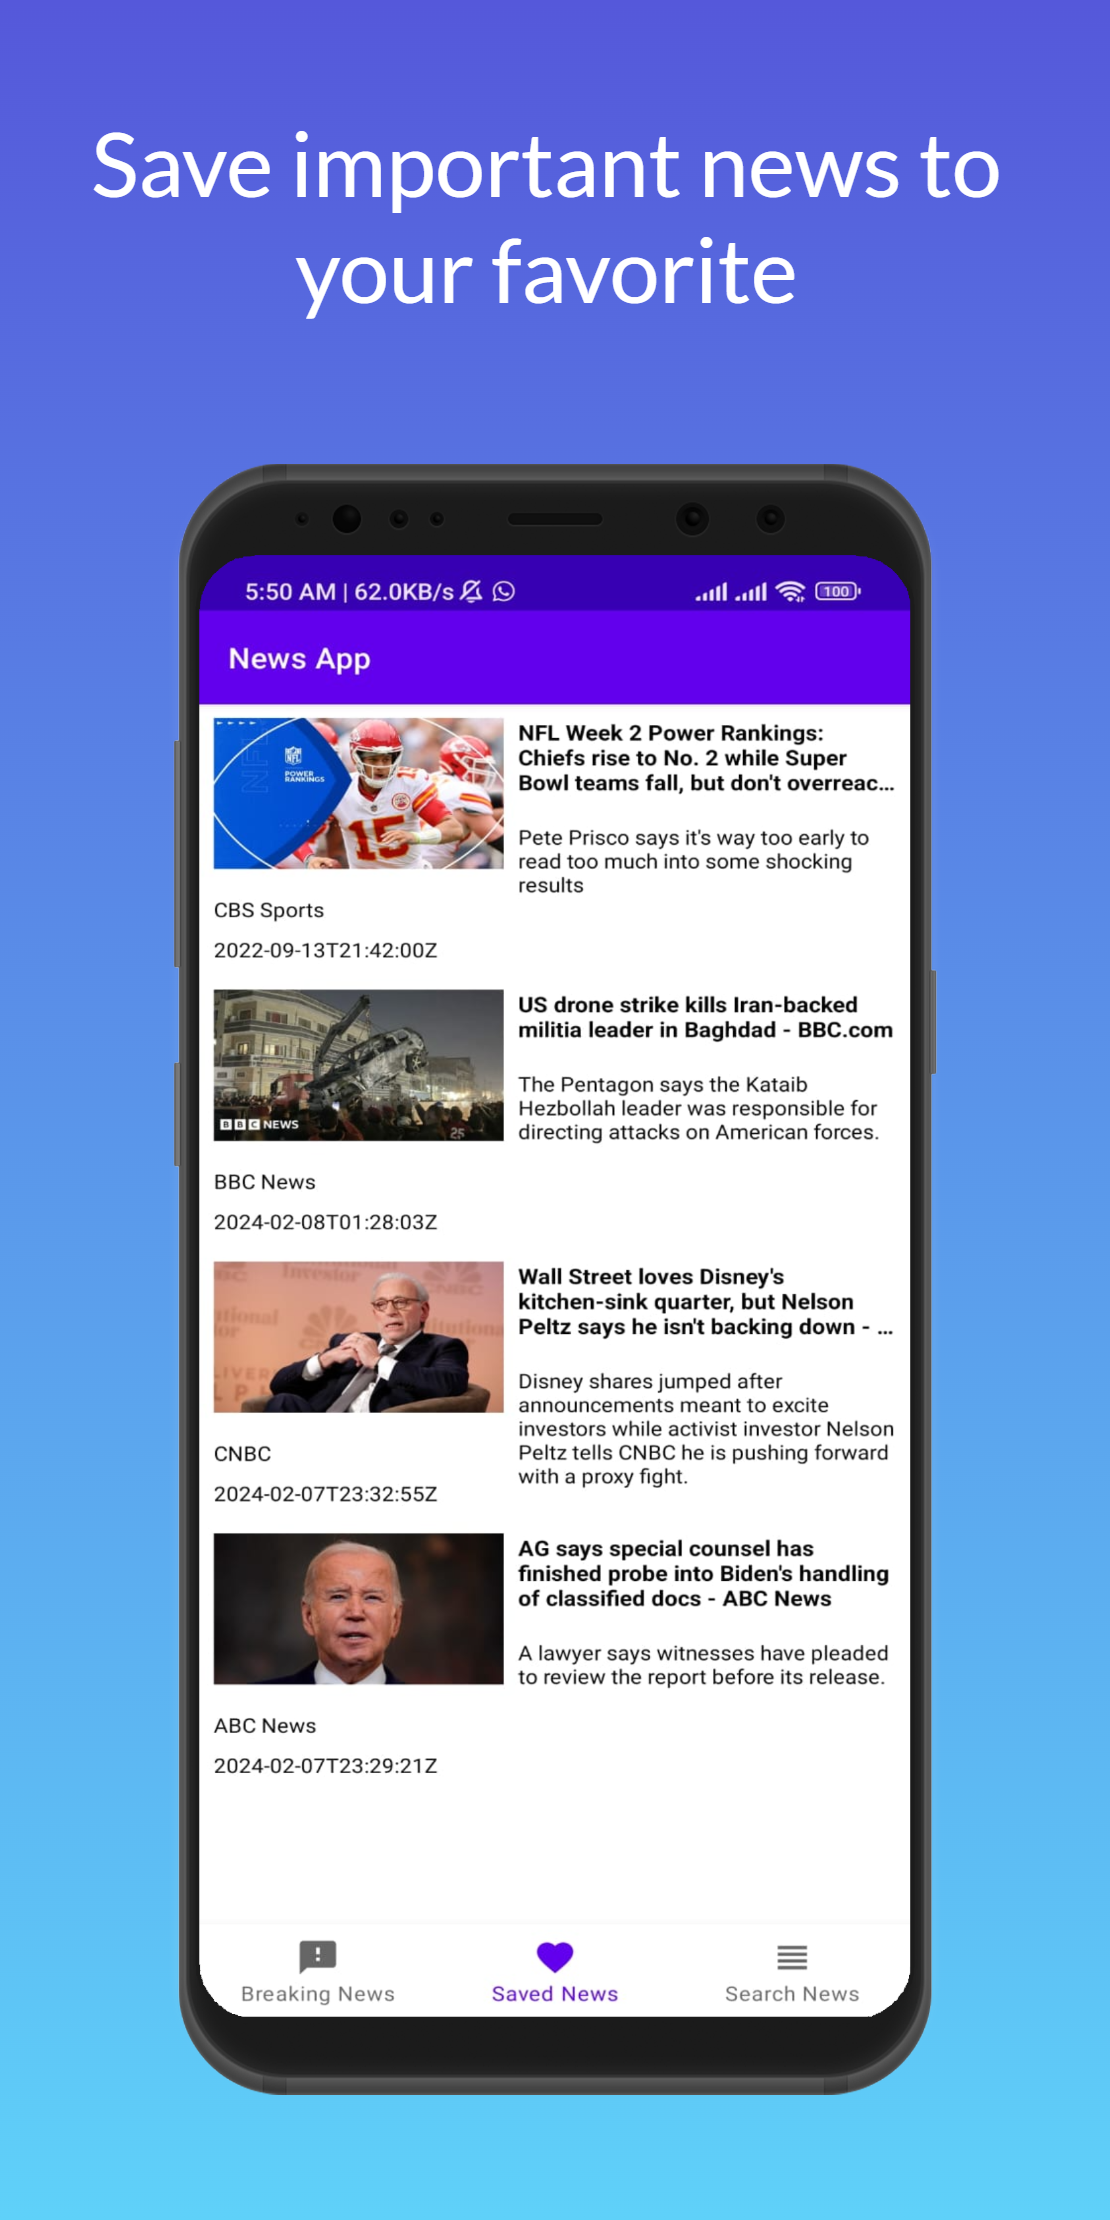 Save important news to
your favorite
5:50 AM | 62.0KB/s
100
News App
NFL
NFL
POWER
RANKINGS
15
NFL Week 2 Power Rankings:
Chiefs rise to No. 2 while Super
Bowl teams fall, but don't overreac...
Pete Prisco says it's way too early to
read too much into some shocking
results
CBS Sports
2022-09-13T21:42:00Z
BBC NEWS
25
US drone strike kills Iran-backed
militia leader in Baghdad - BBC.com
The Pentagon says the Kataib
Hezbollah leader was responsible for
directing attacks on American forces.
BBC News
2024-02-08T01:28:03Z
Investor
CNBC
Wall Street loves Disney's
kitchen-sink quarter, but Nelson
Peltz says he isn't backing down - ...
Disney shares jumped after
announcements meant to excite
investors while activist investor Nelson
Peltz tells CNBC he is pushing forward
with a proxy fight.
CNBC
2024-02-07T23:32:55Z
AG says special counsel has
finished probe into Biden's handling
of classified docs - ABC News
A lawyer says witnesses have pleaded
to review the report before its release.
ABC News
2024-02-07T23:29:21Z
Breaking News
Saved News
Search News